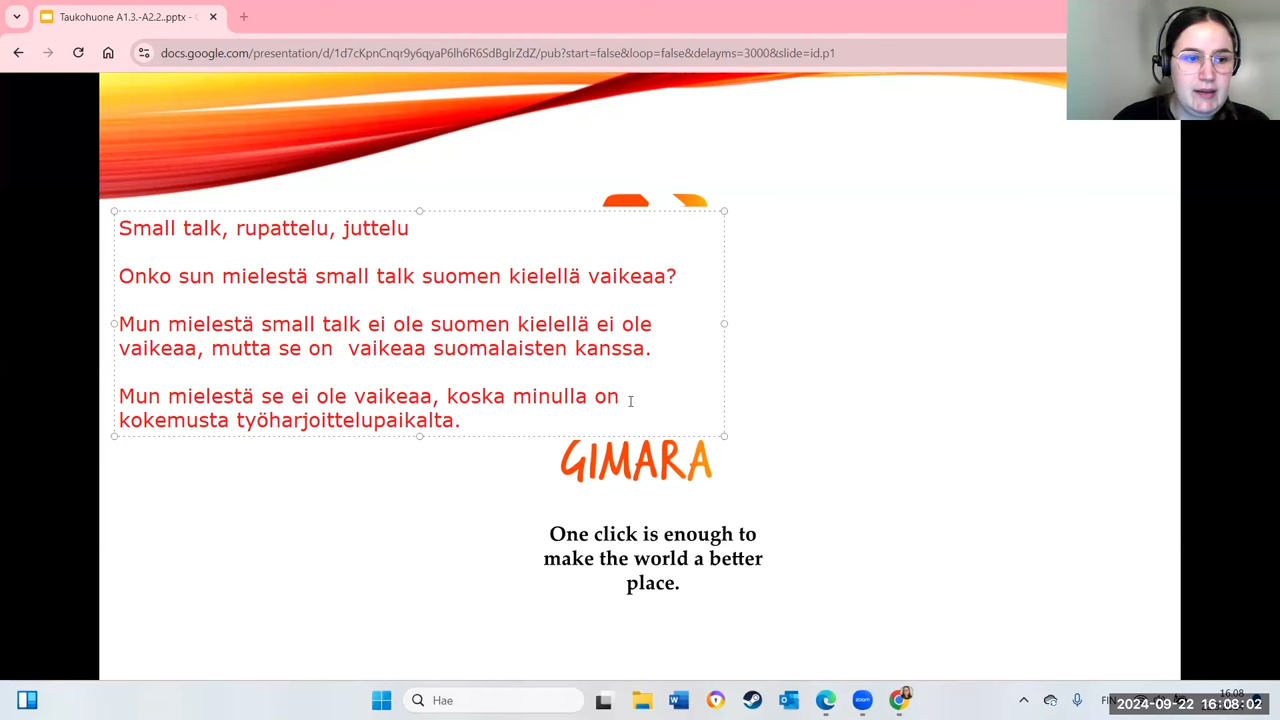 Taukohuone A1.3.-A2.2..pptx -
docs.google.com/presentation/d/1d7cKpnCnqr9y6qyaP6lh6R6SdBglrZdZ/pub?start=false&loop=false&delayms=3000&slide=id.p1
Small talk, rupattelu, juttelu
Onko sun mielestä small talk suomen kielellä vaikeaa?
Mun mielestä small talk ei ole suomen kielellä ei ole
vaikeaa, mutta se on  vaikeaa suomalaisten kanssa.
Mun mielestä se ei ole vaikeaa, koska minulla on
kokemusta työharjoittelupaikalta.
GIMARA
One click is enough to
make the world a better
place.
Hae
16.08
2024-09-22 16:08:02